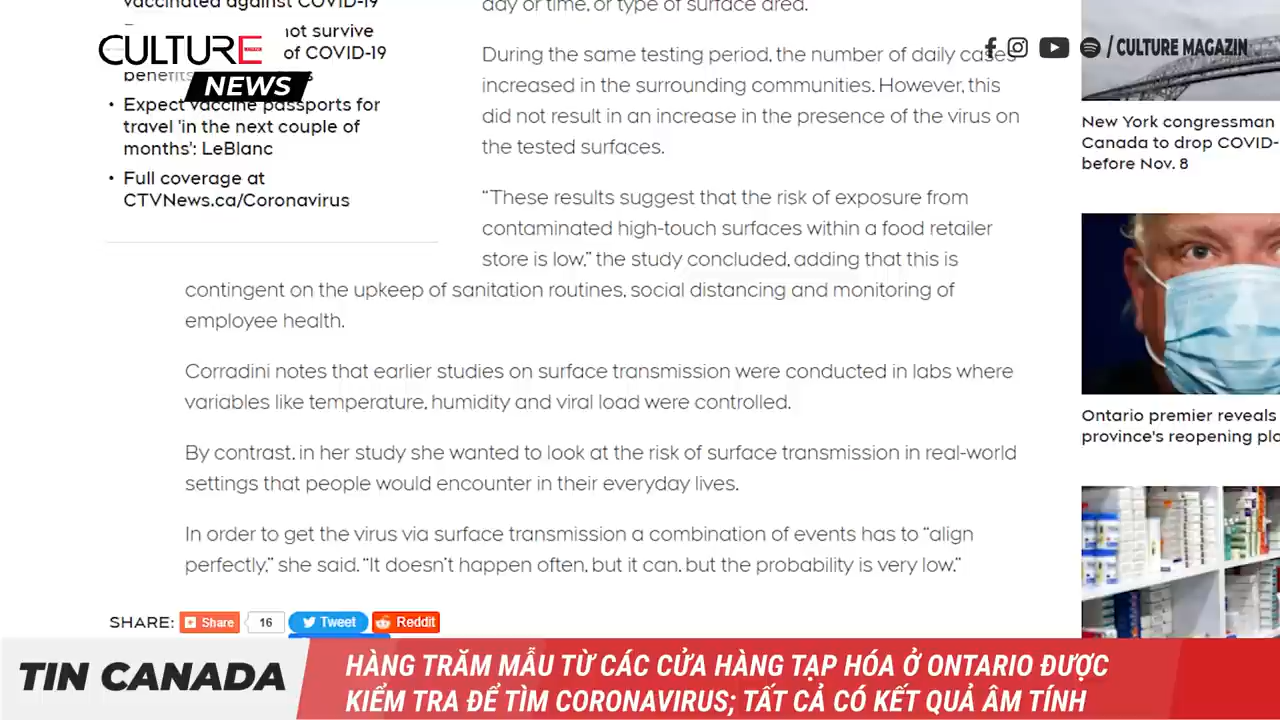 vaccinated against COVID-19
not survive
of COVID-19
benefits
Expect vaccine passports for
travel 'in the next couple of
months': LeBlanc
Full coverage at
CTVNews.ca/Coronavirus
CULTURE
NEWS
day or time, or type of surface area.
During the same testing period, the number of daily cases
increased in the surrounding communities. However, this
did not result in an increase in the presence of the virus on
the tested surfaces.
“These results suggest that the risk of exposure from
contaminated high-touch surfaces within a food retailer
store is low,” the study concluded, adding that this is
contingent on the upkeep of sanitation routines, social distancing and monitoring of
employee health.
Corradini notes that earlier studies on surface transmission were conducted in labs where
variables like temperature, humidity and viral load were controlled.
By contrast, in her study she wanted to look at the risk of surface transmission in real-world
settings that people would encounter in their everyday lives.
In order to get the virus via surface transmission a combination of events has to “align
perfectly,” she said. “It doesn’t happen often, but it can, but the probability is very low.”
SHARE: Share 16 Tweet Reddit
/ CULTURE MAGAZIN
New York congressman
Canada to drop COVID-
before Nov. 8
Ontario premier reveals
province's reopening pla
TIN CANADA
HÀNG TRĂM MẪU TỪ CÁC CỬA HÀNG TẠP HÓA Ở ONTARIO ĐƯỢC
KIỂM TRA ĐỂ TÌM CORONAVIRUS; TẤT CẢ CÓ KẾT QUẢ ÂM TÍNH